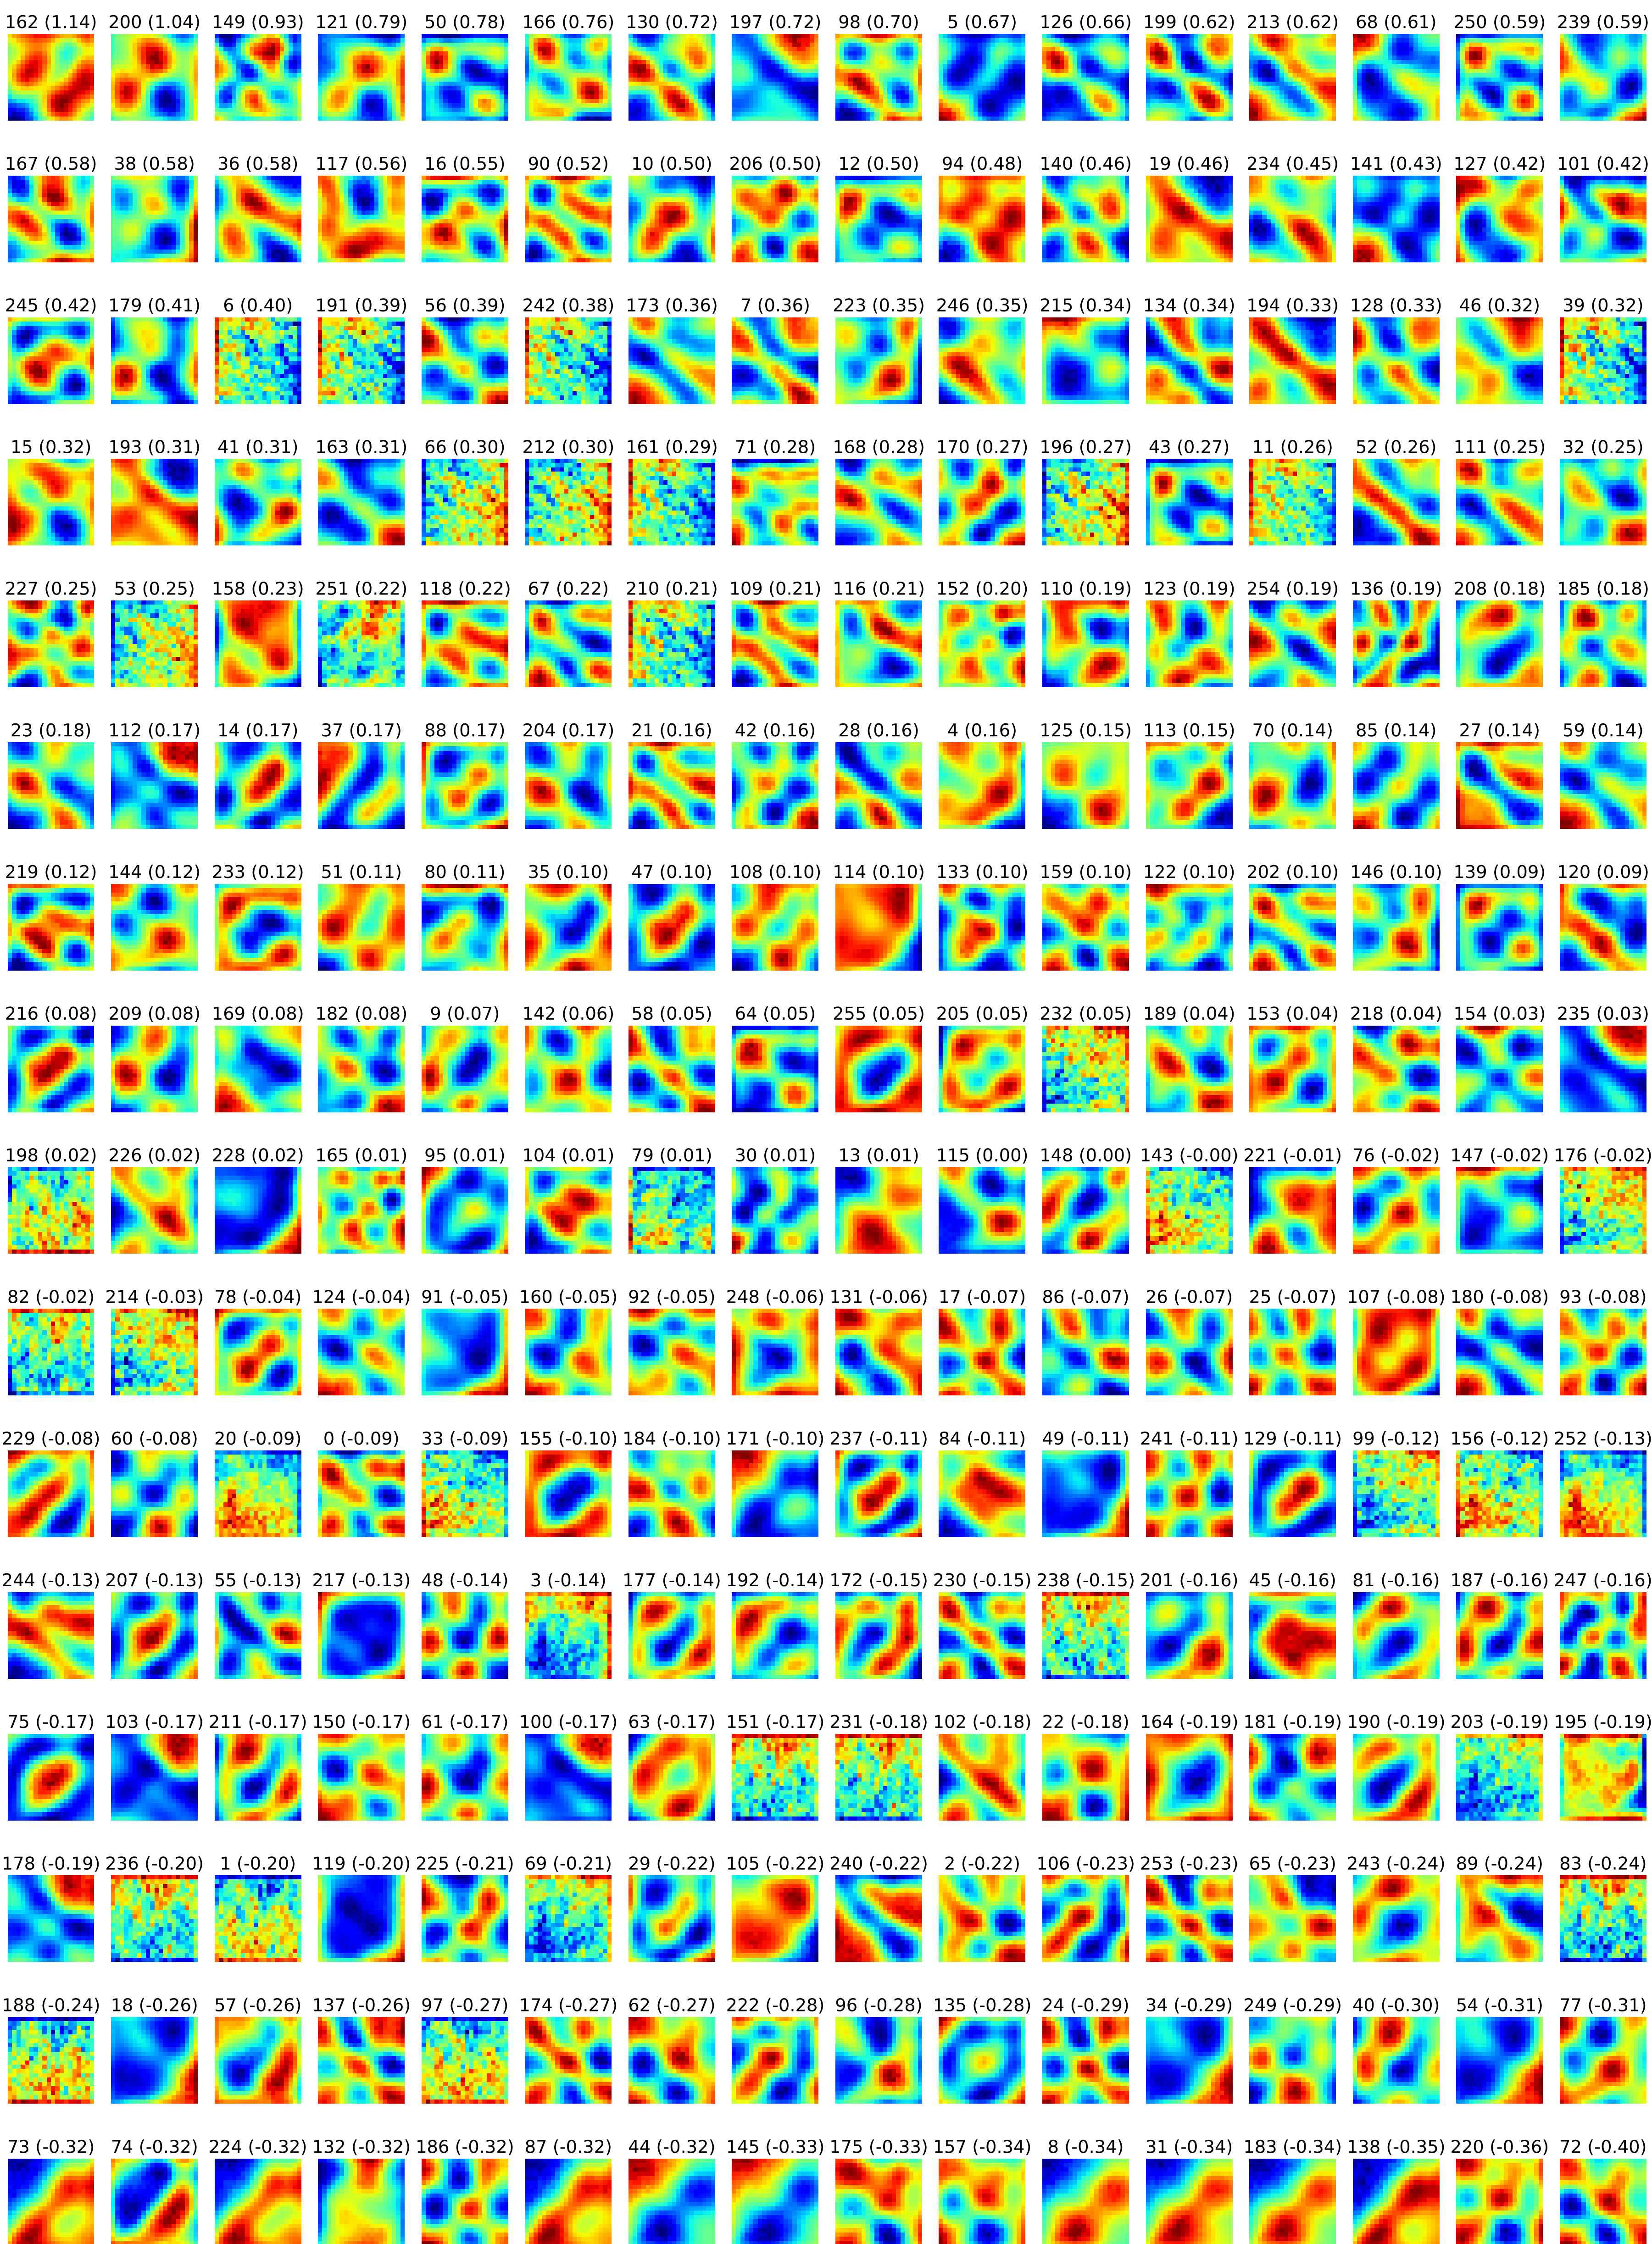 162 (1.14) 200 (1.04) 149 (0.93) 121 (0.79) 50 (0.78) 166 (0.76) 130 (0.72) 197 (0.72) 98 (0.70) 5 (0.67) 126 (0.66) 199 (0.62) 213 (0.62) 68 (0.61) 250 (0.59) 239 (0.59)
167 (0.58) 38 (0.58) 36 (0.58) 117 (0.56) 16 (0.55) 90 (0.52) 10 (0.50) 206 (0.50) 12 (0.50) 94 (0.48) 140 (0.46) 19 (0.46) 234 (0.45) 141 (0.43) 127 (0.42) 101 (0.42)
245 (0.42) 179 (0.41) 6 (0.40) 191 (0.39) 56 (0.39) 242 (0.38) 173 (0.36) 7 (0.36) 223 (0.35) 246 (0.35) 215 (0.34) 134 (0.34) 194 (0.33) 128 (0.33) 46 (0.32) 39 (0.32)
15 (0.32) 193 (0.31) 41 (0.31) 163 (0.31) 66 (0.30) 212 (0.30) 161 (0.29) 71 (0.28) 168 (0.28) 170 (0.27) 196 (0.27) 43 (0.27) 11 (0.26) 52 (0.26) 111 (0.25) 32 (0.25)
227 (0.25) 53 (0.25) 158 (0.23) 251 (0.22) 118 (0.22) 67 (0.22) 210 (0.21) 109 (0.21) 116 (0.21) 152 (0.20) 110 (0.19) 123 (0.19) 254 (0.19) 136 (0.19) 208 (0.18) 185 (0.18)
23 (0.18) 112 (0.17) 14 (0.17) 37 (0.17) 88 (0.17) 204 (0.17) 21 (0.16) 42 (0.16) 28 (0.16) 4 (0.16) 125 (0.15) 113 (0.15) 70 (0.14) 85 (0.14) 27 (0.14) 59 (0.14)
219 (0.12) 144 (0.12) 233 (0.12) 51 (0.11) 80 (0.11) 35 (0.10) 47 (0.10) 108 (0.10) 114 (0.10) 133 (0.10) 159 (0.10) 122 (0.10) 202 (0.10) 146 (0.10) 139 (0.09) 120 (0.09)
216 (0.08) 209 (0.08) 169 (0.08) 182 (0.08) 9 (0.07) 142 (0.06) 58 (0.05) 64 (0.05) 255 (0.05) 205 (0.05) 232 (0.05) 189 (0.04) 153 (0.04) 218 (0.04) 154 (0.03) 235 (0.03)
198 (0.02) 226 (0.02) 228 (0.02) 165 (0.01) 95 (0.01) 104 (0.01) 79 (0.01) 30 (0.01) 13 (0.01) 115 (0.00) 148 (0.00) 143 (-0.00) 221 (-0.01) 76 (-0.02) 147 (-0.02) 176 (-0.02)
82 (-0.02) 214 (-0.03) 78 (-0.04) 124 (-0.04) 91 (-0.05) 160 (-0.05) 92 (-0.05) 248 (-0.06) 131 (-0.06) 17 (-0.07) 86 (-0.07) 26 (-0.07) 25 (-0.07) 107 (-0.08) 180 (-0.08) 93 (-0.08)
229 (-0.08) 60 (-0.08) 20 (-0.09) 0 (-0.09) 33 (-0.09) 155 (-0.10) 184 (-0.10) 171 (-0.10) 237 (-0.11) 84 (-0.11) 49 (-0.11) 241 (-0.11) 129 (-0.11) 99 (-0.12) 156 (-0.12) 252 (-0.13)
244 (-0.13) 207 (-0.13) 55 (-0.13) 217 (-0.13) 48 (-0.14) 3 (-0.14) 177 (-0.14) 192 (-0.14) 172 (-0.15) 230 (-0.15) 238 (-0.15) 201 (-0.16) 45 (-0.16) 81 (-0.16) 187 (-0.16) 247 (-0.16)
75 (-0.17) 103 (-0.17) 211 (-0.17) 150 (-0.17) 61 (-0.17) 100 (-0.17) 63 (-0.17) 151 (-0.17) 231 (-0.18) 102 (-0.18) 22 (-0.18) 164 (-0.19) 181 (-0.19) 190 (-0.19) 203 (-0.19) 195 (-0.19)
178 (-0.19) 236 (-0.20) 1 (-0.20) 119 (-0.20) 225 (-0.21) 69 (-0.21) 29 (-0.22) 105 (-0.22) 240 (-0.22) 2 (-0.22) 106 (-0.23) 253 (-0.23) 65 (-0.23) 243 (-0.24) 89 (-0.24) 83 (-0.24)
188 (-0.24) 18 (-0.26) 57 (-0.26) 137 (-0.26) 97 (-0.27) 174 (-0.27) 62 (-0.27) 222 (-0.28) 96 (-0.28) 135 (-0.28) 24 (-0.29) 34 (-0.29) 249 (-0.29) 40 (-0.30) 54 (-0.31) 77 (-0.31)
73 (-0.32) 74 (-0.32) 224 (-0.32) 132 (-0.32) 186 (-0.32) 87 (-0.32) 44 (-0.32) 145 (-0.33) 175 (-0.33) 157 (-0.34) 8 (-0.34) 31 (-0.34) 183 (-0.34) 138 (-0.35) 220 (-0.36) 72 (-0.40)